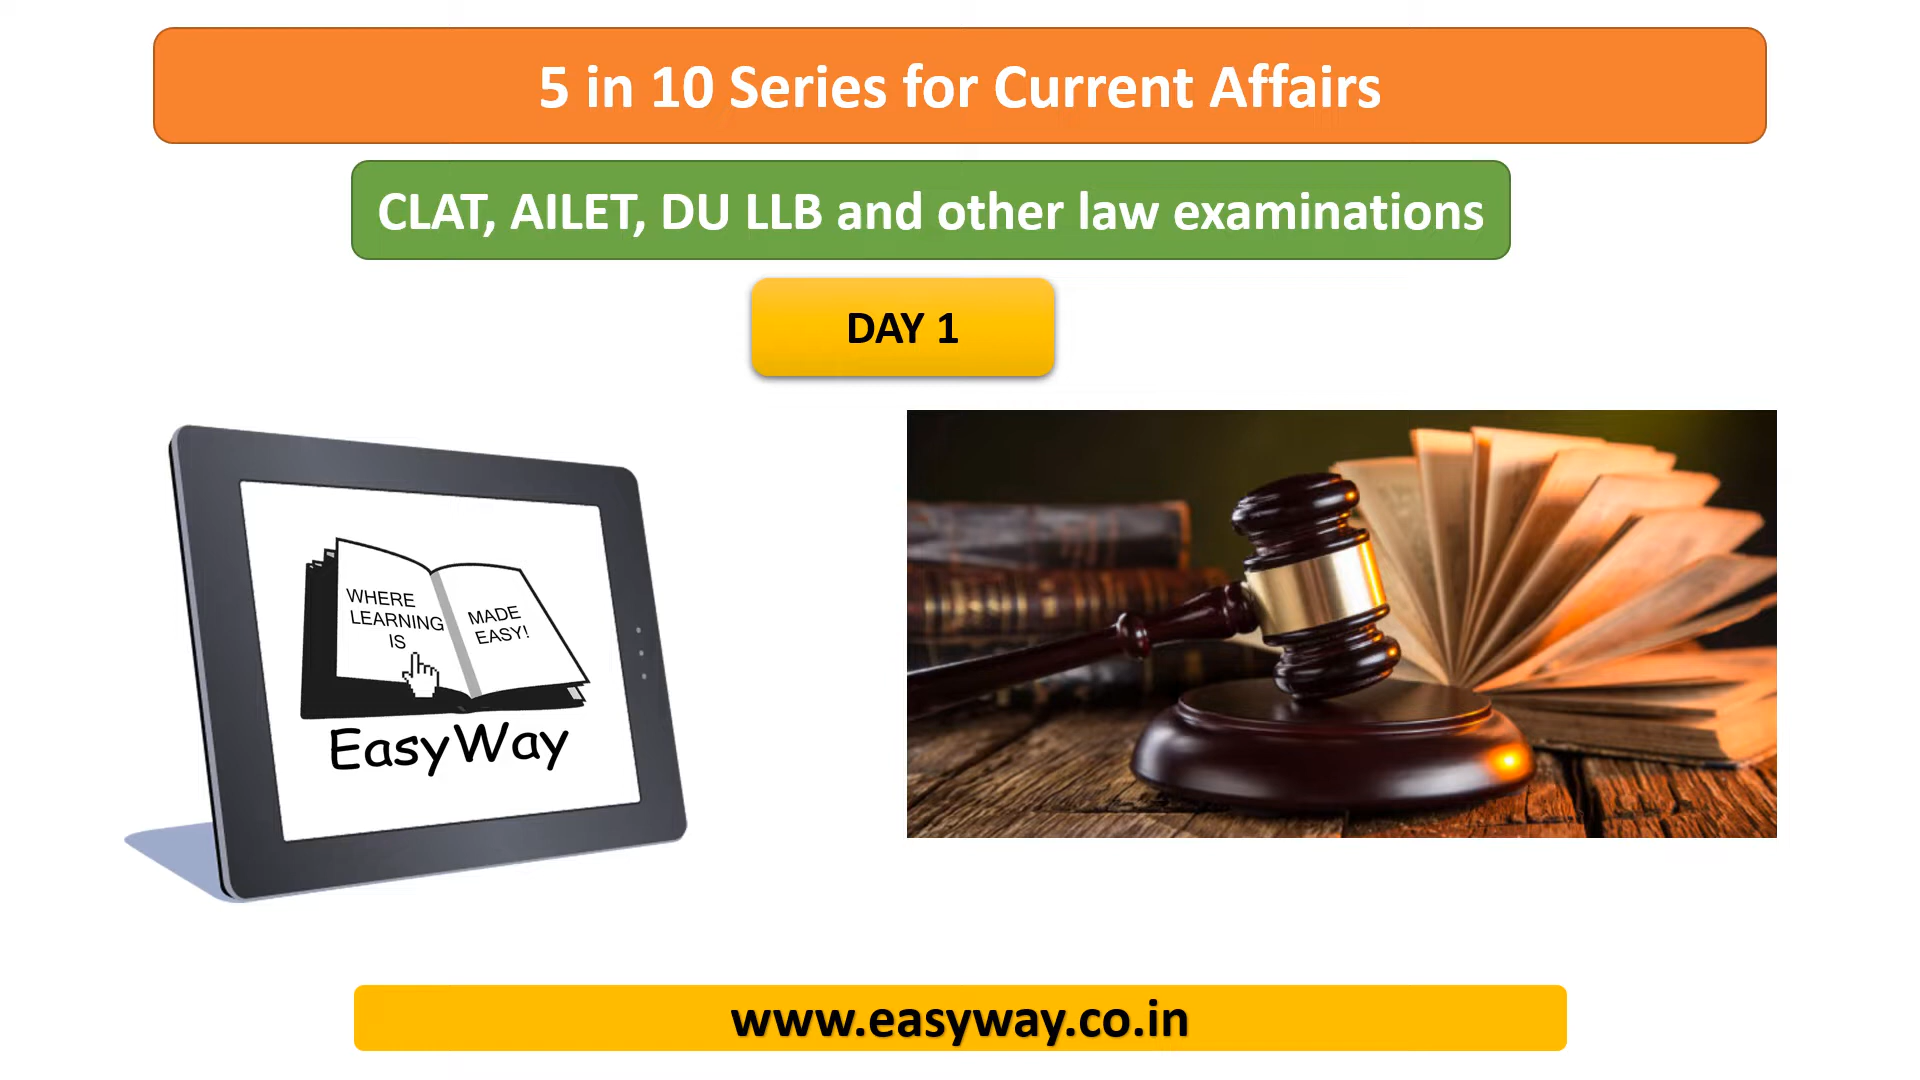 5 in 10 Series for Current Affairs
CLAT, AILET, DU LLB and other law examinations
DAY 1
WHERE
LEARNING
IS
MADE
EASY!
EasyWay
www.easyway.co.in